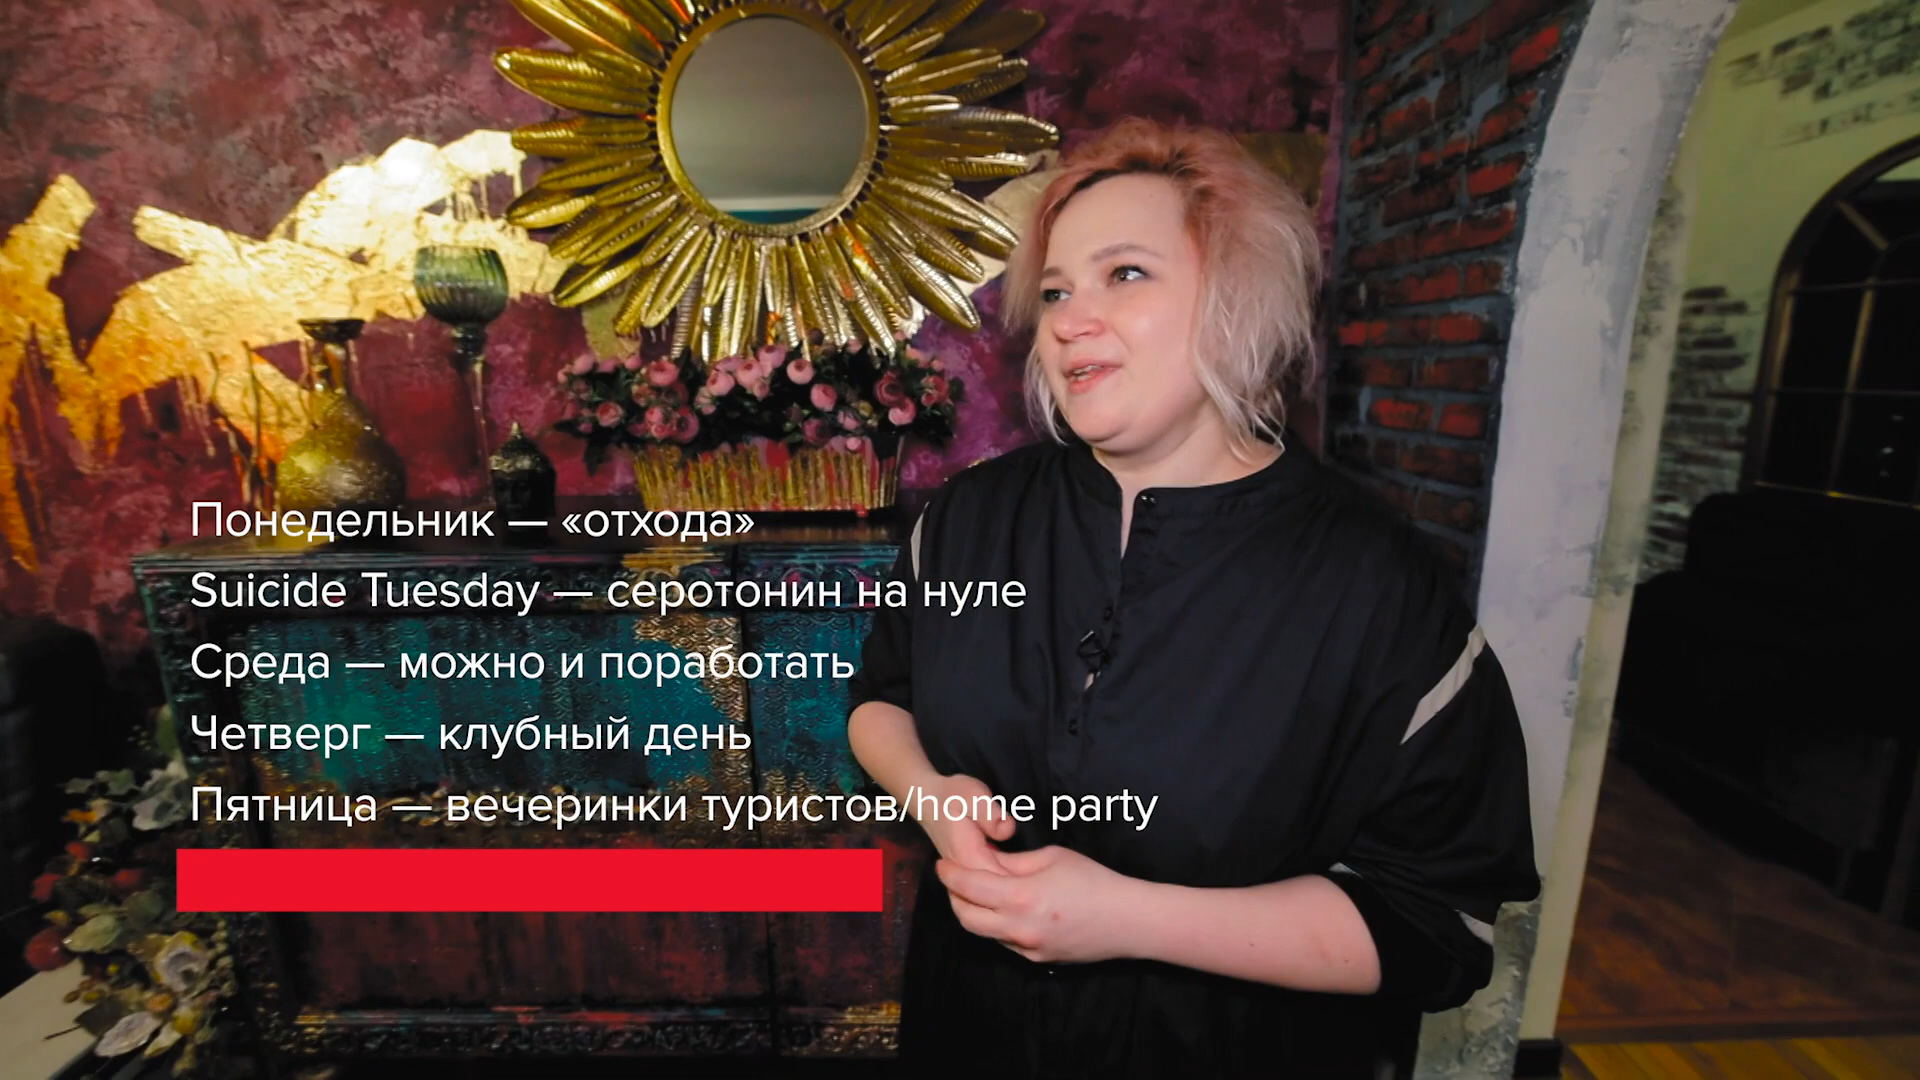 Понедельник — «отхода»
Suicide Tuesday — серотонин на нуле
Среда — можно и поработать
Четверг — клубный день
Пятница — вечеринки туристов/home party